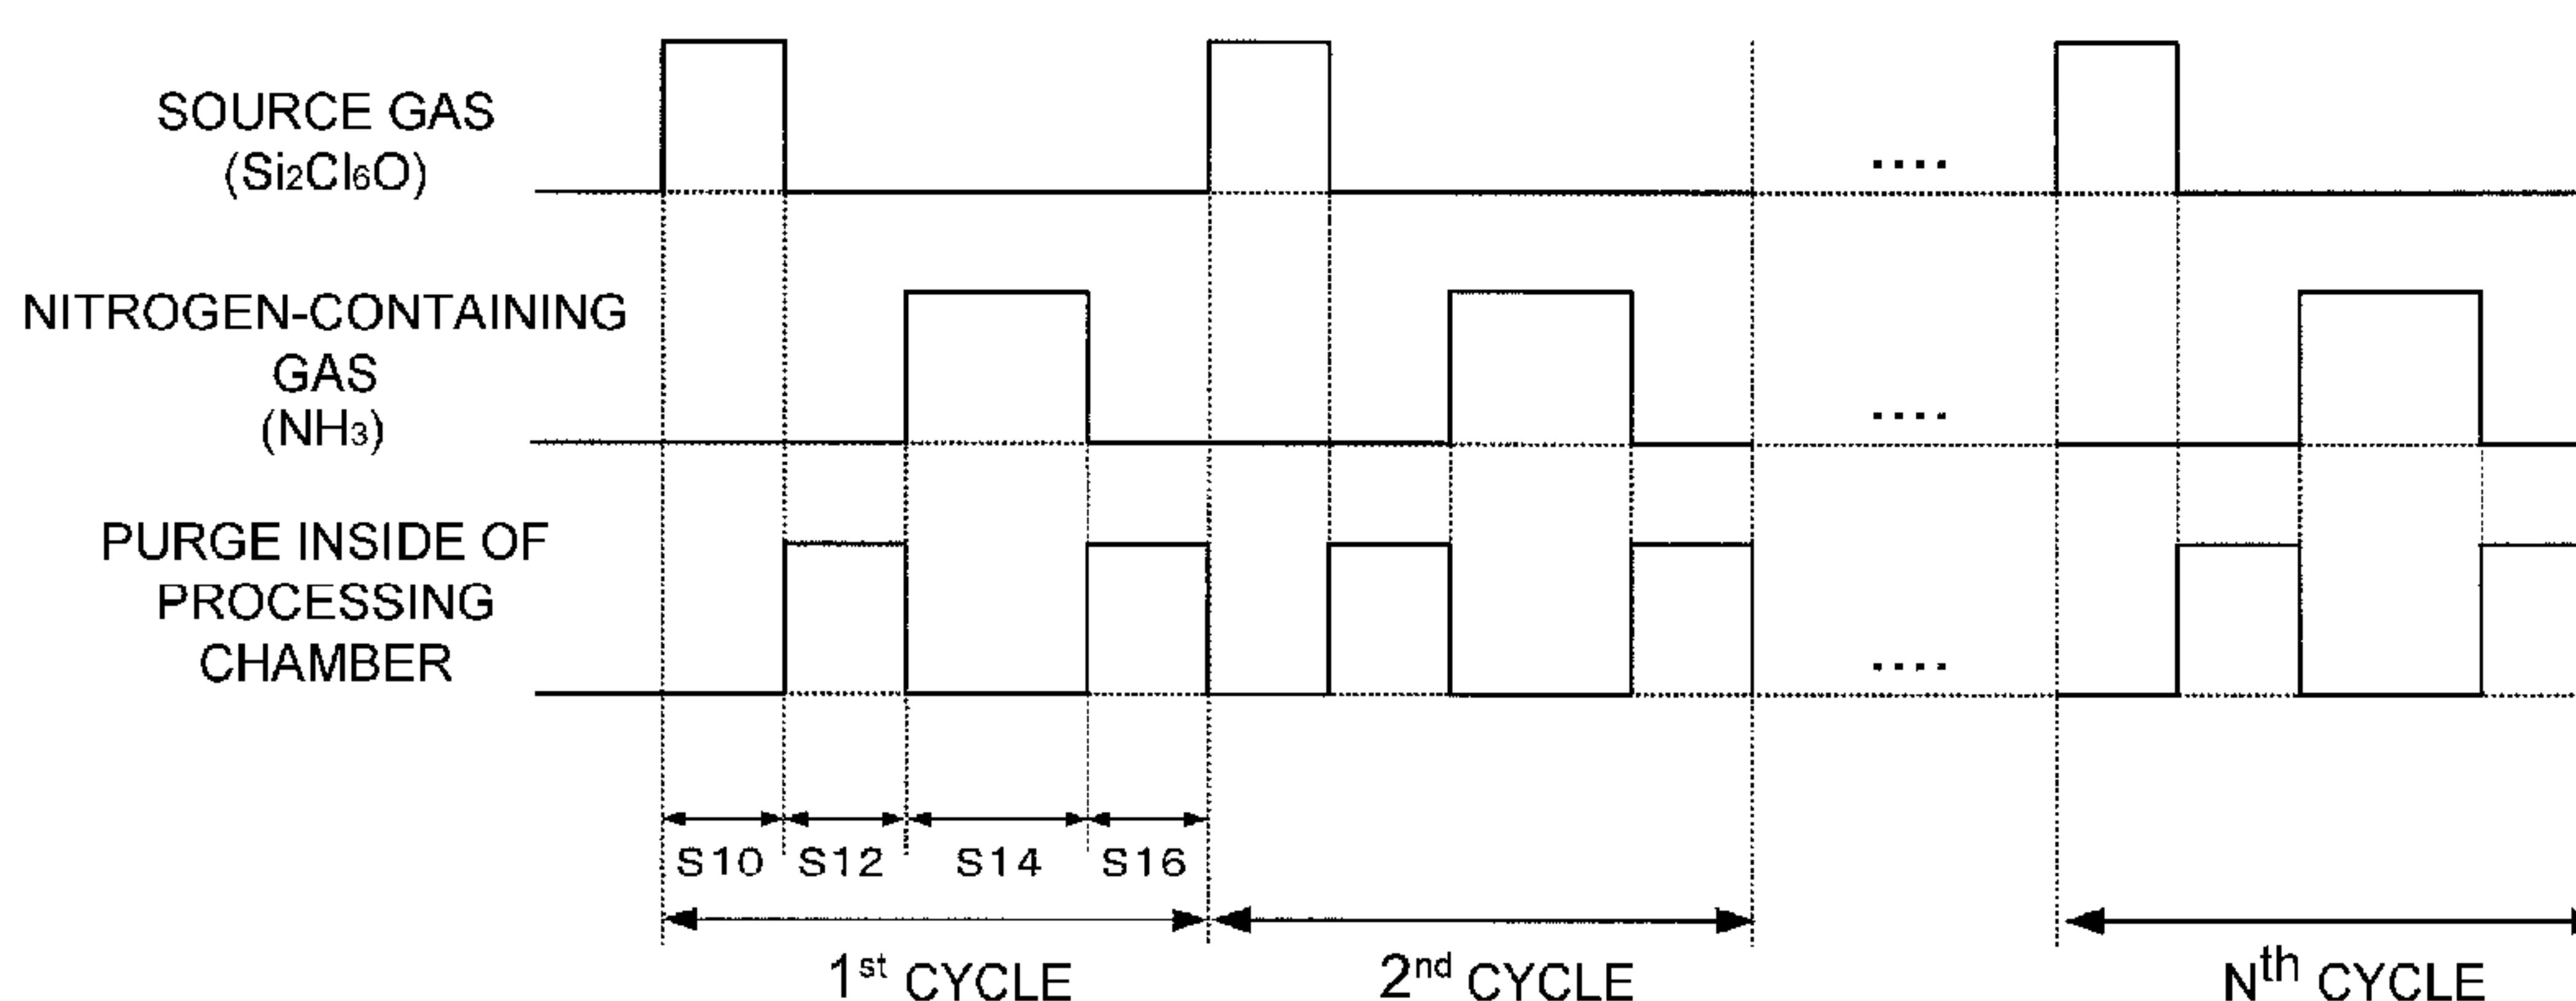 SOURCE GAS
(Si₂Cl₆O)
....
NITROGEN-CONTAINING
GAS
(NH₃)
....
PURGE INSIDE OF
PROCESSING
CHAMBER
....
S10 S12 S14 S16
1ˢᵗ CYCLE 2ⁿᵈ CYCLE Nᵗʰ CYCLE